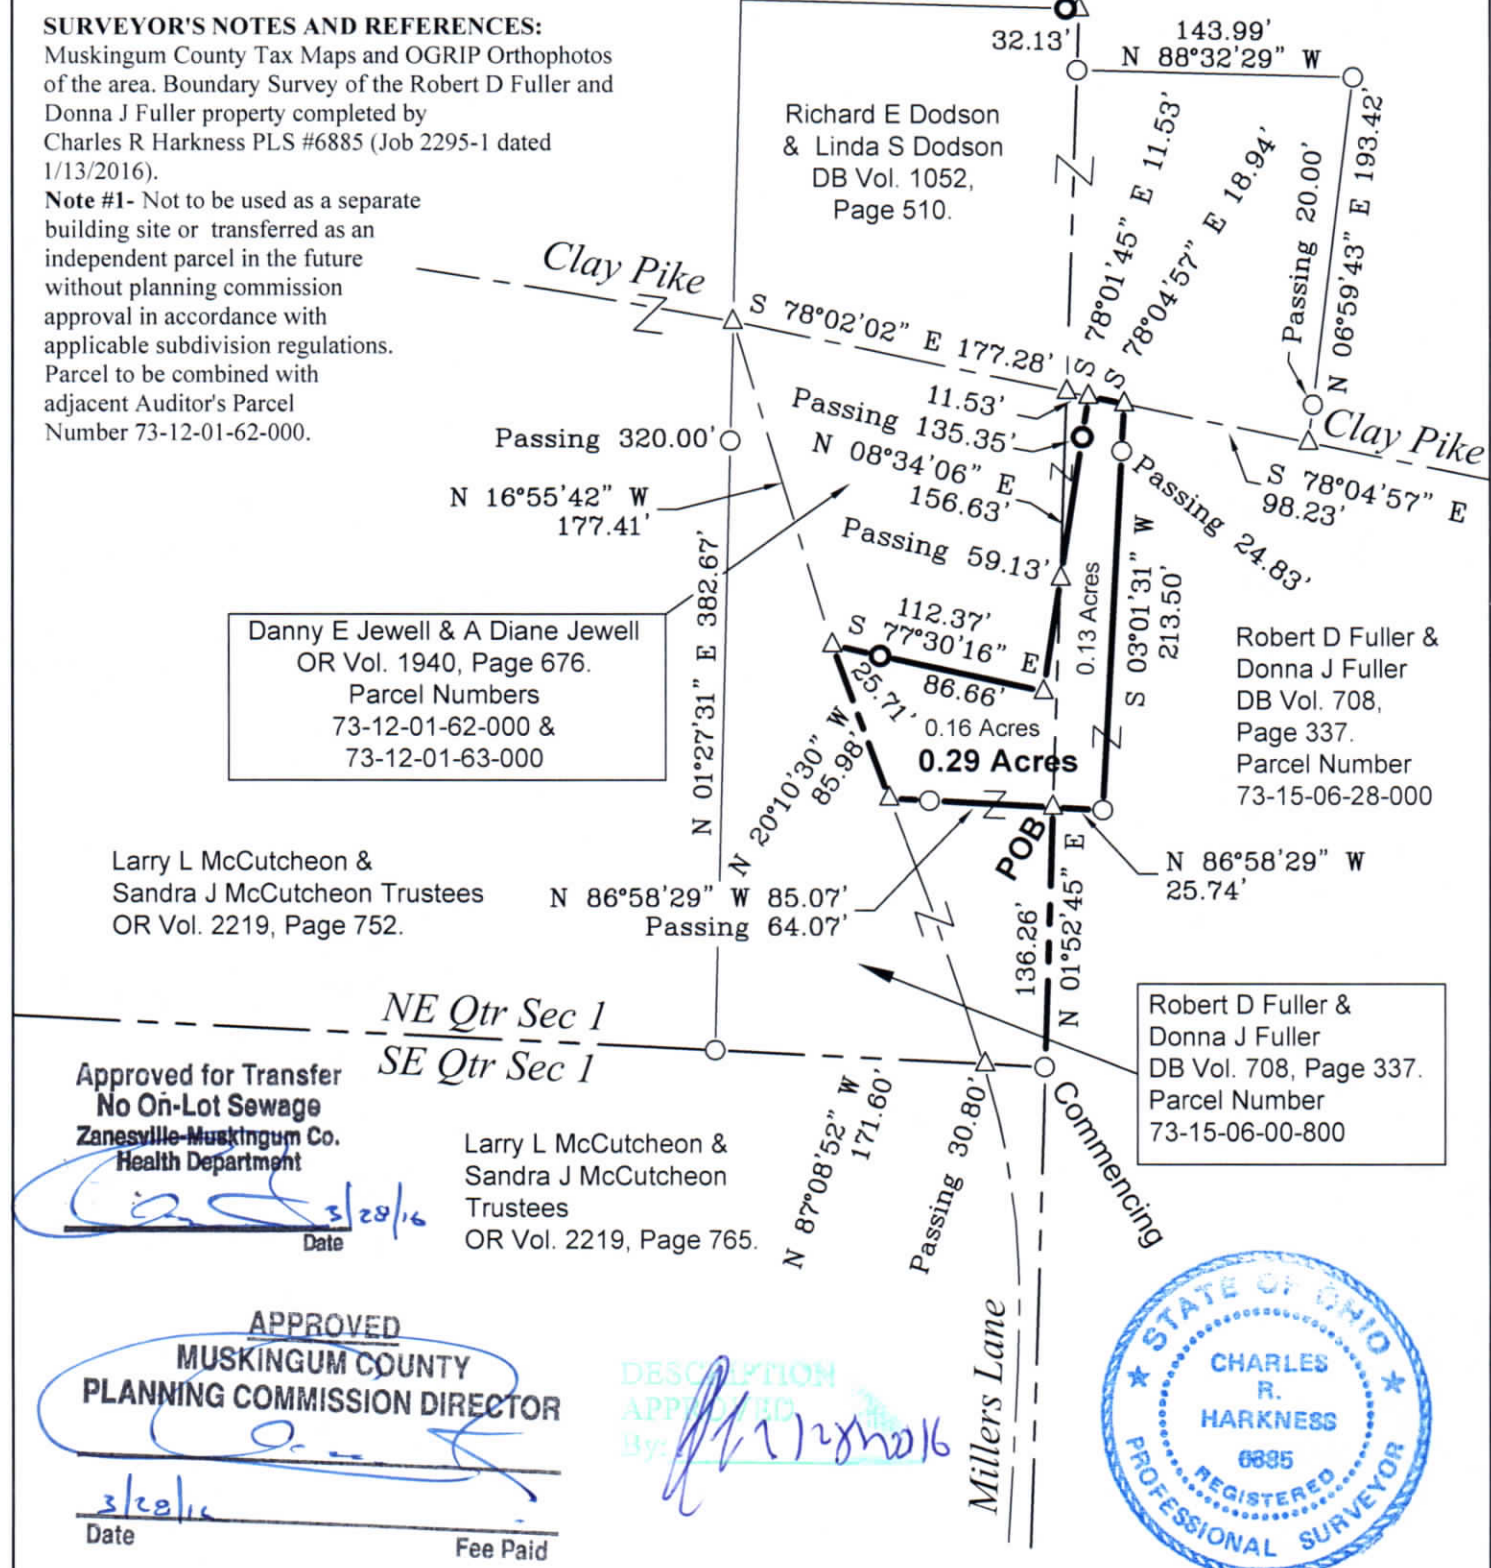 SURVEYOR'S NOTES AND REFERENCES:
Muskingum County Tax Maps and OGRIP Orthophotos
of the area. Boundary Survey of the Robert D Fuller and
Donna J Fuller property completed by
Charles R Harkness PLS #6885 (Job 2295-1 dated
1/13/2016).
Note #1- Not to be used as a separate
building site or transferred as an
independent parcel in the future
without planning commission
approval in accordance with
applicable subdivision regulations.
Parcel to be combined with
adjacent Auditor's Parcel
Number 73-12-01-62-000.
32.13'
143.99'
N 88°32'29" W
Richard E Dodson
& Linda S Dodson
DB Vol. 1052,
Page 510.
S 78°01'45" E 11.53'
S 78°04'57" E 18.94'
Passing 20.00'
N 06°59'43" E 193.42'
Clay Pike
S 78°02'02" E 177.28'
11.53'
Passing 135.35'
N 08°34'06" E
156.63'
Passing 59.13'
Clay Pike
S 78°04'57" E
98.23'
Passing 24.83'
Passing 320.00'
N 16°55'42" W
177.41'
N 01°27'31" E 382.67'
S 03°01'31" W
213.50'
0.13 Acres
112.37'
S 77°30'16" E
86.66'
25.71'
0.16 Acres
0.29 Acres
N 20°10'30" W
85.98'
Danny E Jewell & A Diane Jewell
OR Vol. 1940, Page 676.
Parcel Numbers
73-12-01-62-000 &
73-12-01-63-000
Robert D Fuller &
Donna J Fuller
DB Vol. 708,
Page 337.
Parcel Number
73-15-06-28-000
POB
N 86°58'29" W
25.74'
Larry L McCutcheon &
Sandra J McCutcheon Trustees
OR Vol. 2219, Page 752.
N 86°58'29" W 85.07'
Passing 64.07'
136.26'
N 01°52'45" E
NE Qtr Sec 1
SE Qtr Sec 1
Robert D Fuller &
Donna J Fuller
DB Vol. 708, Page 337.
Parcel Number
73-15-06-00-800
Commencing
N 87°08'52" W
171.60'
Passing 30.80'
Approved for Transfer
No On-Lot Sewage
Zanesville-Muskingum Co.
Health Department
3/28/16
Date
Larry L McCutcheon &
Sandra J McCutcheon
Trustees
OR Vol. 2219, Page 765.
Millers Lane
APPROVED
MUSKINGUM COUNTY
PLANNING COMMISSION DIRECTOR
3/28/16
Date
Fee Paid
DESCRIPTION
APPROVED
By:
STATE OF OHIO
CHARLES
R.
HARKNESS
6885
REGISTERED
PROFESSIONAL SURVEYOR